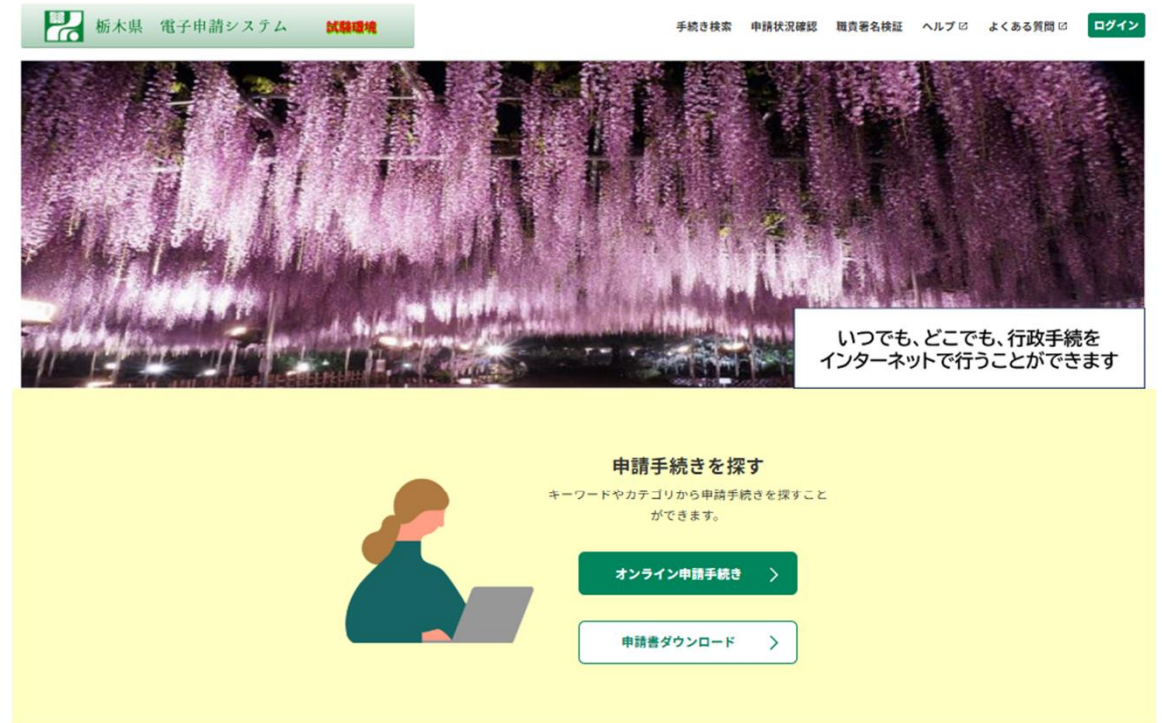 栃木県 電子申請システム 試験環境
手続き検索 申請状況確認 職責署名検証 ヘルプ よくある質問 ログイン
いつでも、どこでも、行政手続を
インターネットで行うことができます
申請手続きを探す
キーワードやカテゴリから申請手続きを探すこと
ができます。
オンライン申請手続き
申請書ダウンロード